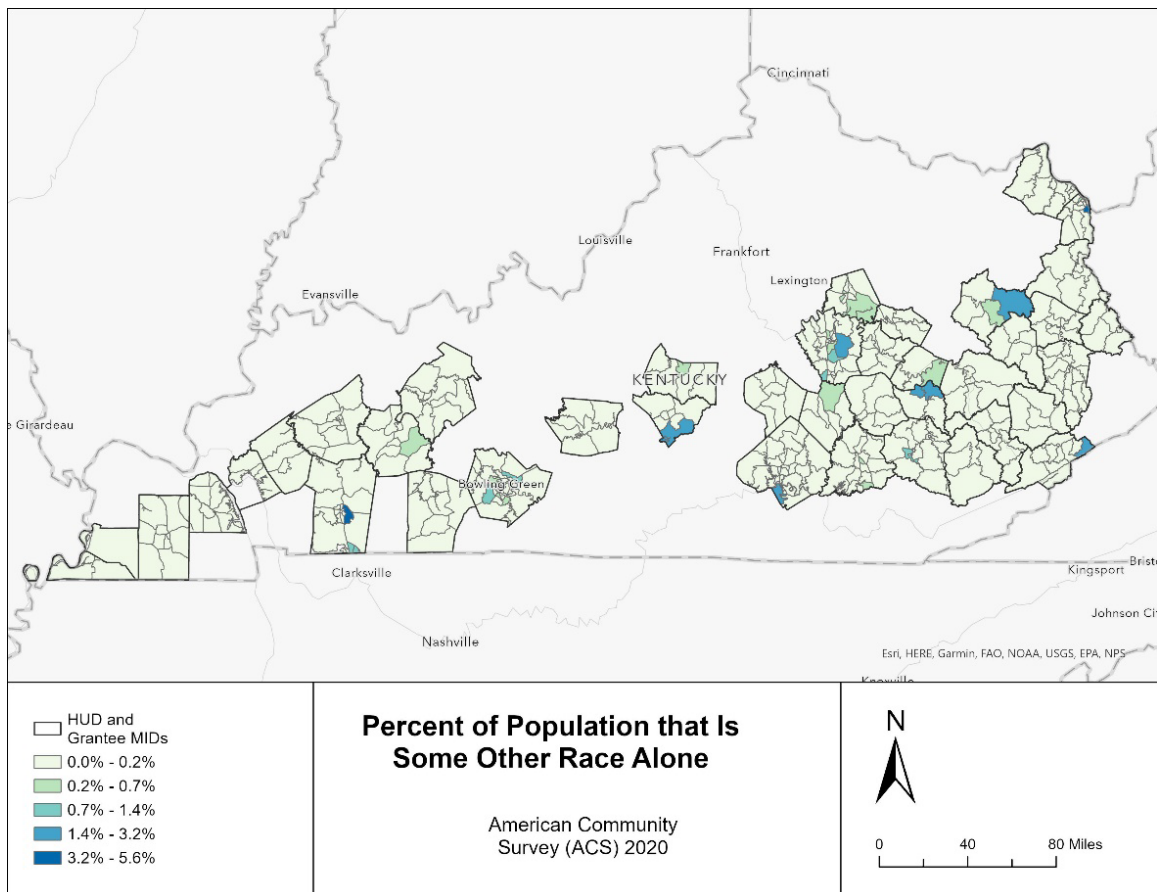 Cincinnati
Louisville
Frankfort
Lexington
Evansville
KENTUCKY
e Girardeau
Bowling Green
Clarksville
Kingsport
Bristo
Johnson Cit
Nashville
Esri, HERE, Garmin, FAO, NOAA, USGS, EPA, NPS
Knoxville
HUD and
Grantee MIDs
0.0% - 0.2%
0.2% - 0.7%
0.7% - 1.4%
1.4% - 3.2%
3.2% - 5.6%
Percent of Population that Is
Some Other Race Alone
American Community
Survey (ACS) 2020
N
0 40 80 Miles